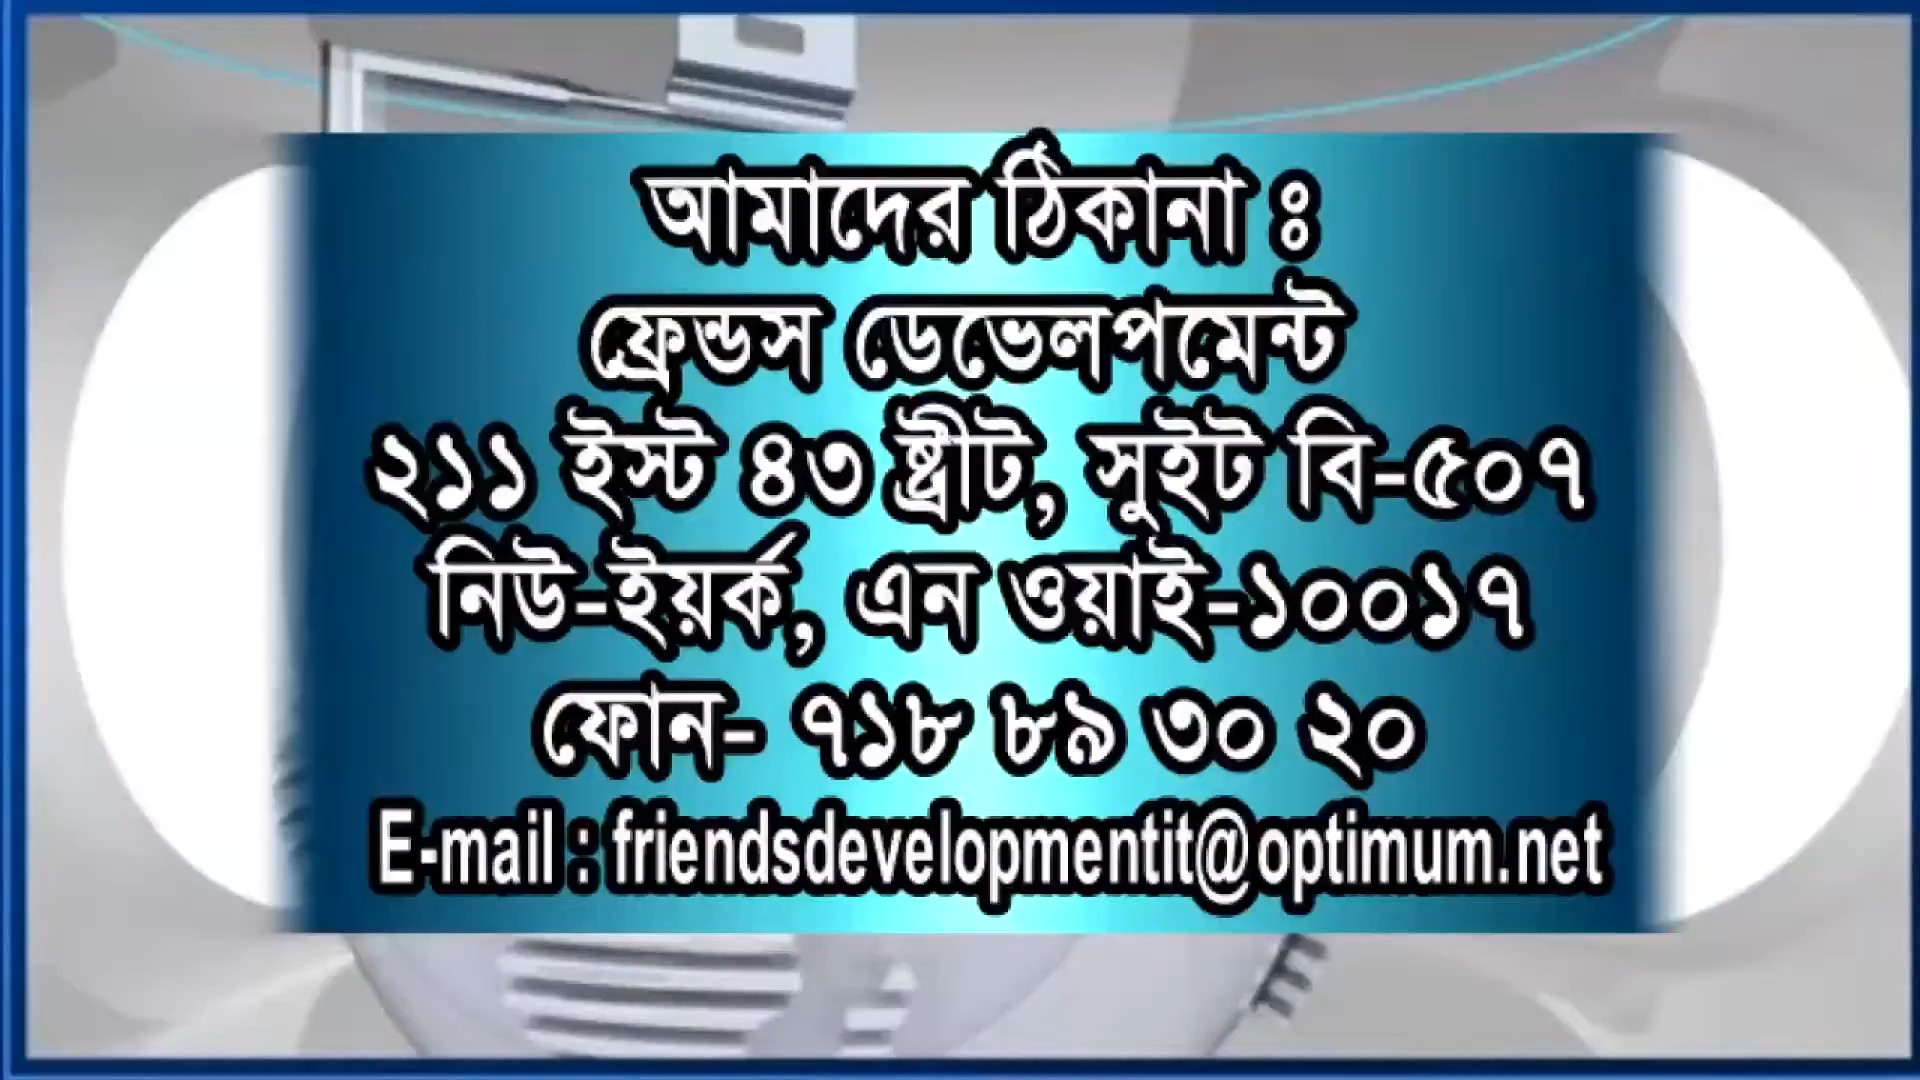 আমাদের ঠিকানা ঃ
ফ্রেন্ডস ডেভেলপমেন্ট
২১১ ইস্ট ৪৩ ষ্ট্রীট, সুইট বি-৫০৭
নিউ-ইয়র্ক, এন ওয়াই-১০০১৭
ফোন- ৭১৮ ৮৯ ৩০ ২০
E-mail : friendsdevelopmentit@optimum.net